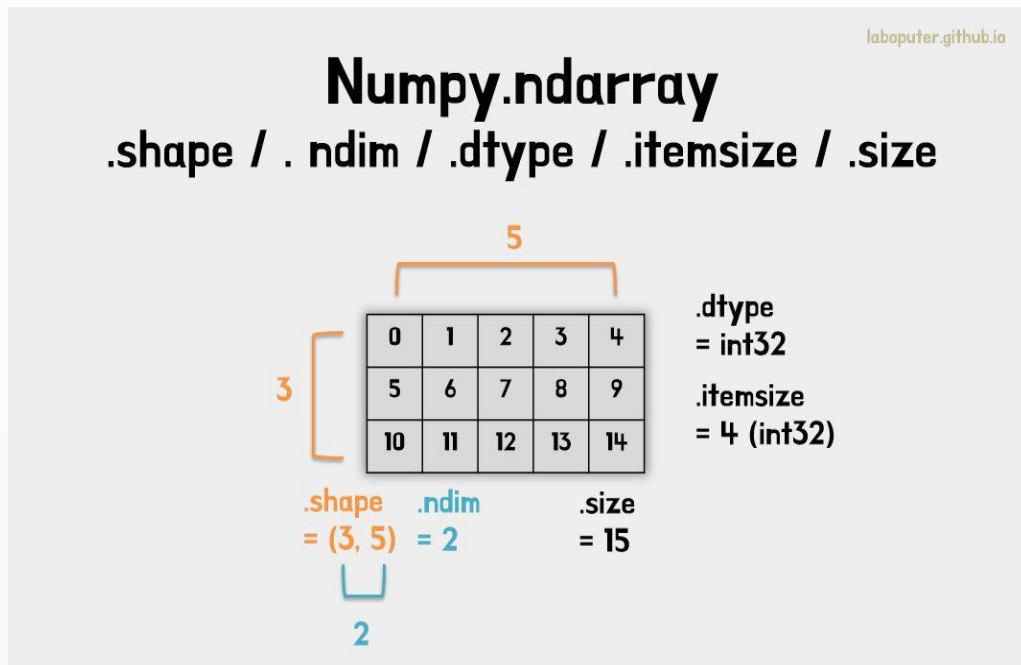 laboputer.github.io
Numpy.ndarray
.shape / . ndim / .dtype / .itemsize / .size
5
3
0 1 2 3 4
5 6 7 8 9
10 11 12 13 14
.dtype
= int32
.itemsize
= 4 (int32)
.shape
= (3, 5)
.ndim
= 2
.size
= 15
2